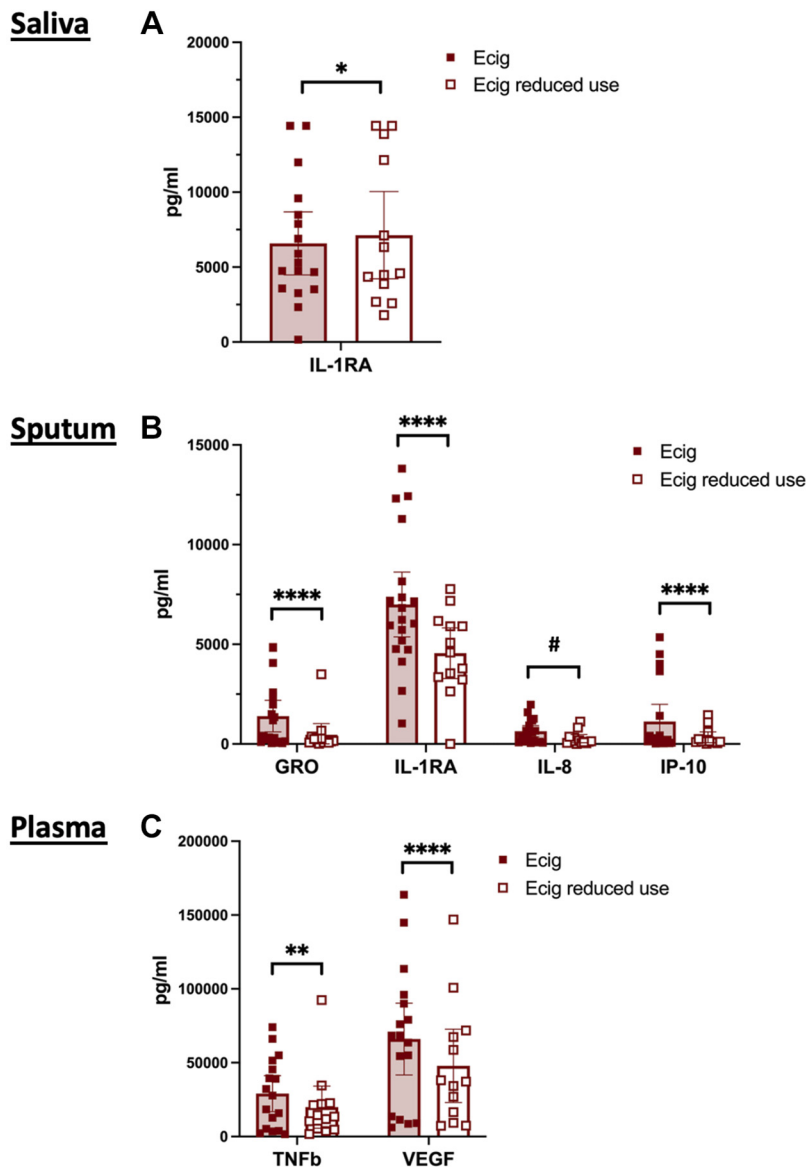 Saliva
A
20000
15000
10000
5000
0
pg/ml
*
Ecig
Ecig reduced use
IL-1RA
Sputum
B
15000
10000
5000
0
pg/ml
****
****
#
****
Ecig
Ecig reduced use
GRO IL-1RA IL-8 IP-10
Plasma
C
200000
150000
100000
50000
0
pg/ml
**
****
Ecig
Ecig reduced use
TNFb VEGF